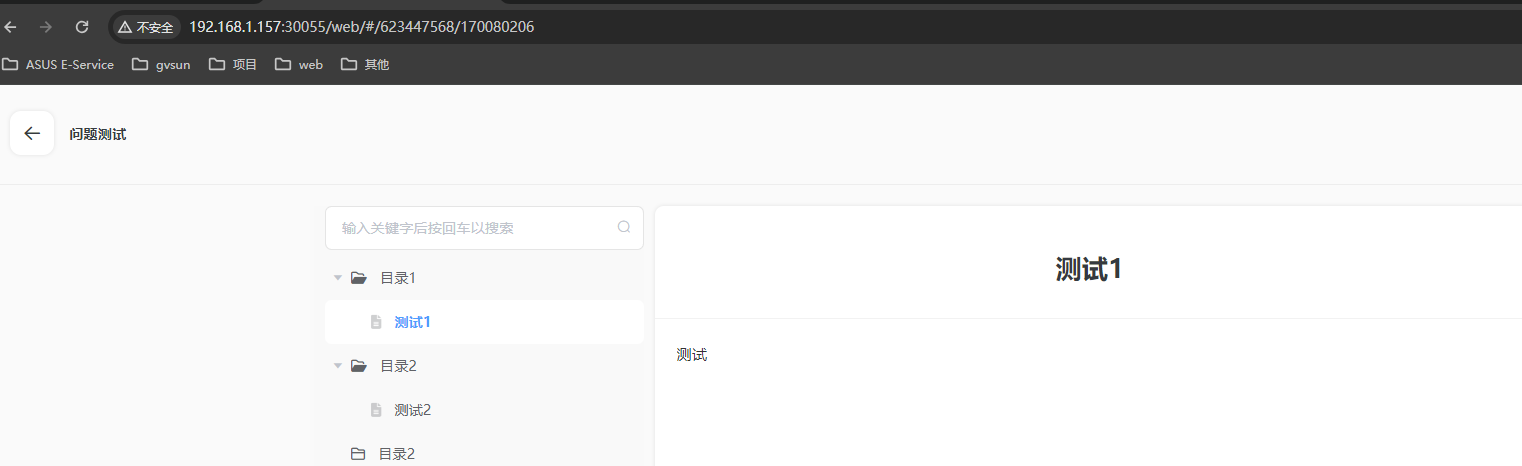 不安全 192.168.1.157:30055/web/#/623447568/170080206
ASUS E-Service gvsun 项目 web 其他
问题测试
输入关键字后按回车以搜索
目录1
测试1
目录2
测试2
目录2
测试1
测试